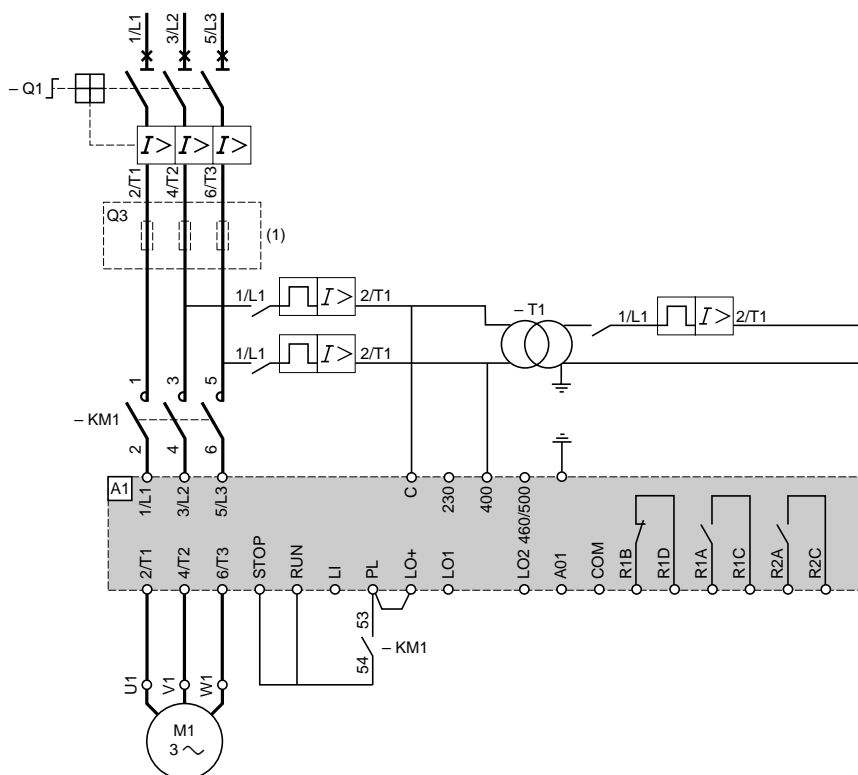 1/L1 3/L2 5/L3
– Q1
I > I > I >
2/T1 4/T2 6/T3
Q3
(1)
1/L1 I > 2/T1
– T1
1/L1 I > 2/T1
1/L1 I > 2/T1
1 3 5
– KM1
2 4 6
A1
1/L1 3/L2 5/L3 C 230 400 460/500
2/T1 4/T2 6/T3 STOP RUN LI PL LO+ LO1 LO2 A01 COM R1B R1D R1A R1C R2A R2C
53
– KM1
54
U1 V1 W1
M1
3 ~